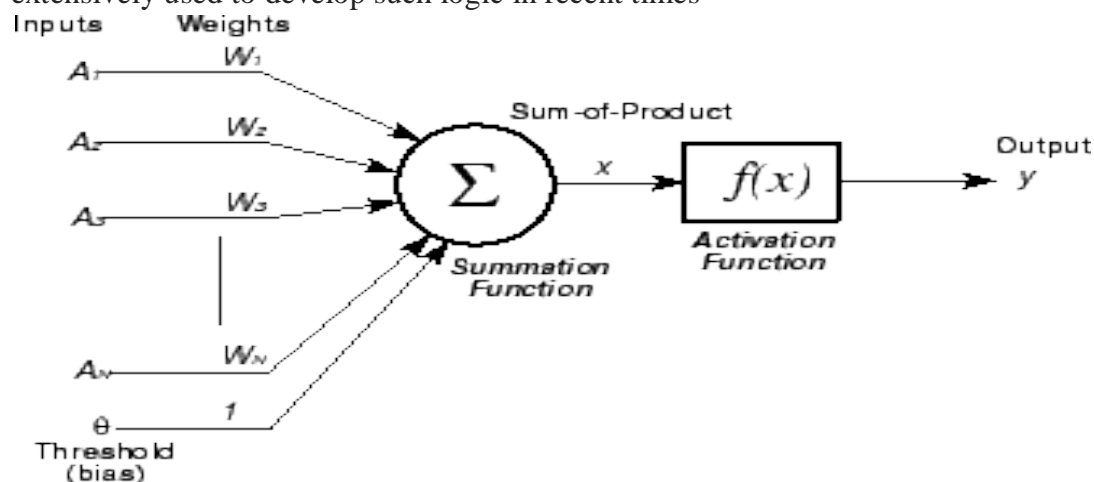 extensively used to develop such logic in recent times
Inputs Weights
A₁ W₁
A₂ W₂
A₃ W₃
Aₙ W_N
θ 1
Threshold
(bias)
Σ
Sum-of-Product
Summation
Function
x
f(x)
Activation
Function
Output
y